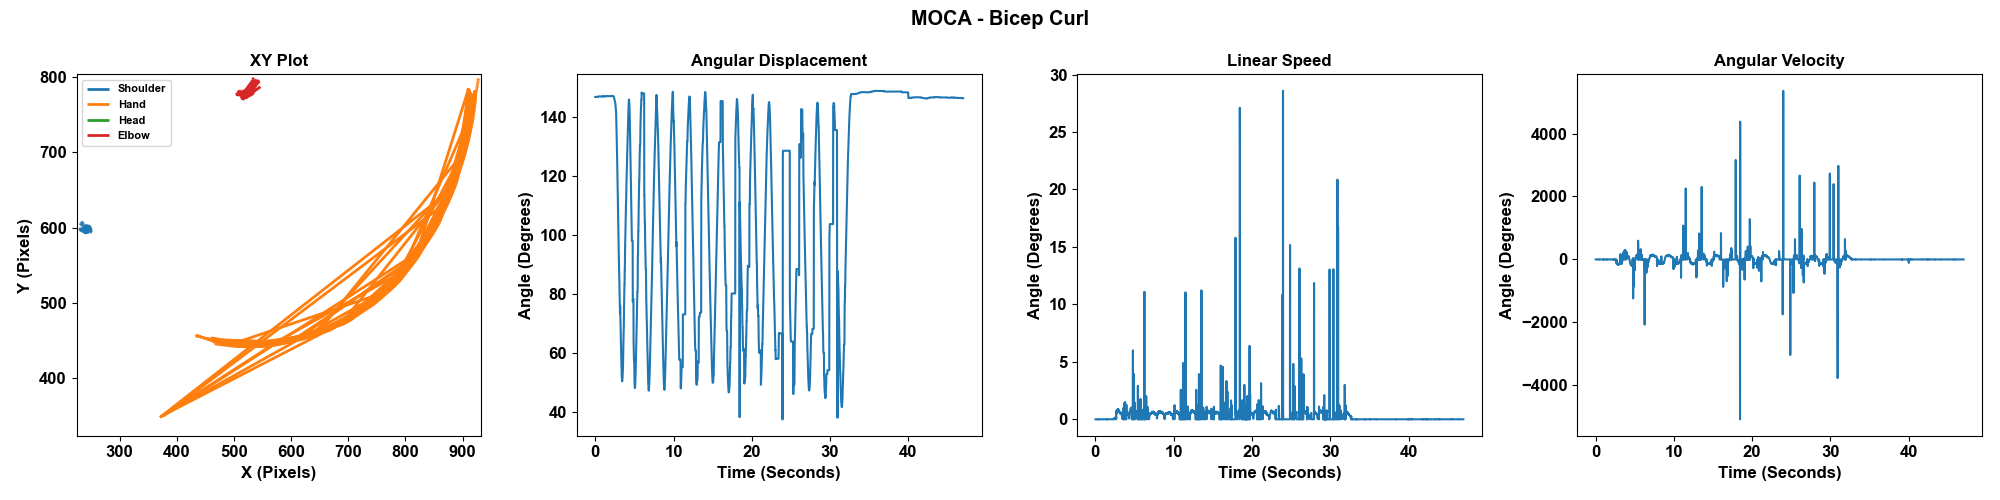 MOCA - Bicep Curl
XY Plot
800
700
600
500
400
Y (Pixels)
Shoulder
Hand
Head
Elbow
300 400 500 600 700 800 900
X (Pixels)
Angular Displacement
140
120
100
80
60
40
Angle (Degrees)
0 10 20 30 40
Time (Seconds)
Linear Speed
30
25
20
15
10
5
0
Angle (Degrees)
0 10 20 30 40
Time (Seconds)
Angular Velocity
4000
2000
0
−2000
−4000
Angle (Degrees)
0 10 20 30 40
Time (Seconds)